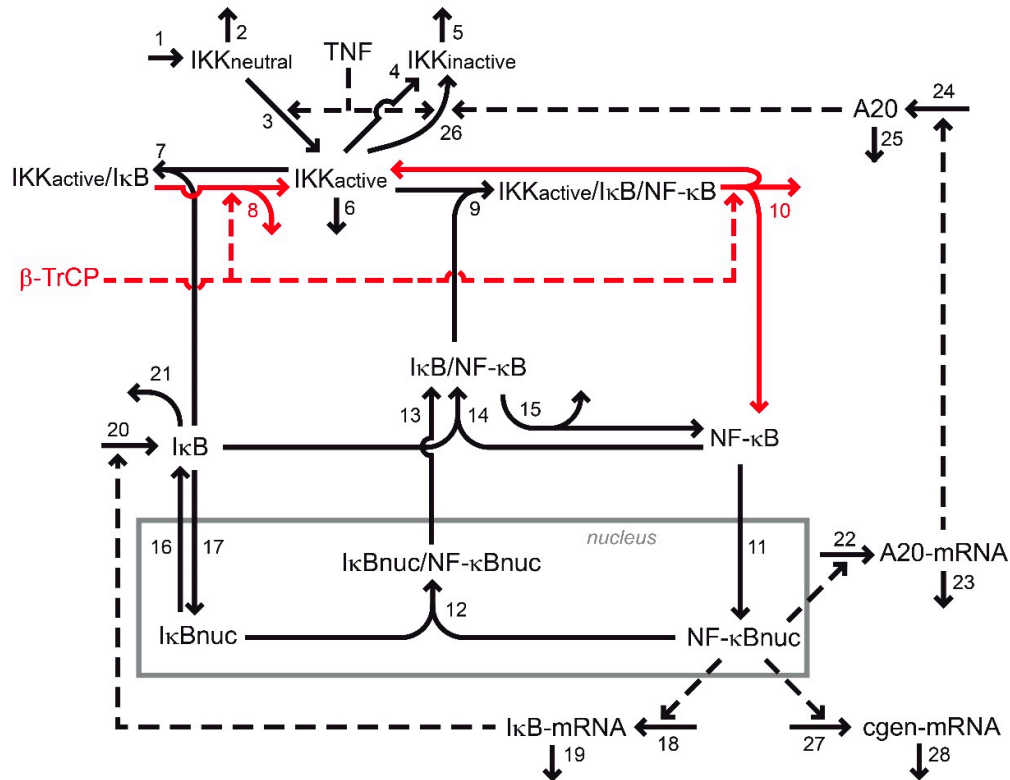 1
2
IKKneutral
TNF
5
IKKinactive
4
3
26
24
A20
25
7
IKKactive/IκB
IKKactive
IKKactive/IκB/NF-κB
8
6
9
10
β-TrCP
IκB/NF-κB
21
13
14
15
20
IκB
NF-κB
nucleus
16
17
11
22
A20-mRNA
IκBnuc/NF-κBnuc
23
12
IκBnuc
NF-κBnuc
IκB-mRNA
18
27
cgen-mRNA
19
28